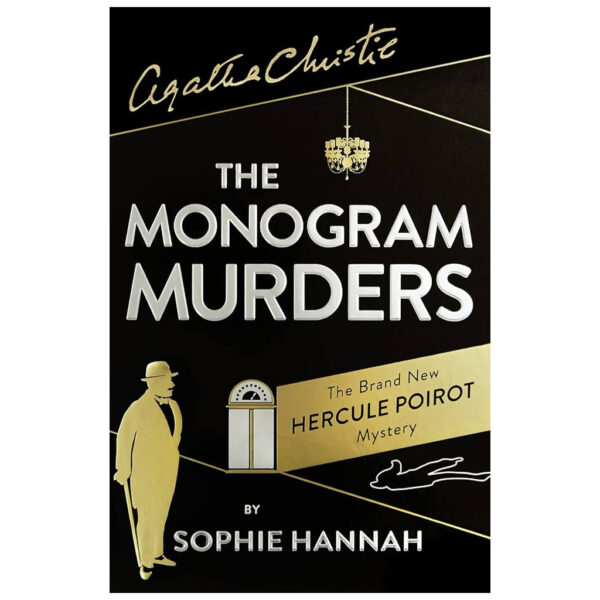 Agatha Christie
THE
MONOGRAM
MURDERS
The Brand New
HERCULE POIROT
Mystery
BY
SOPHIE HANNAH